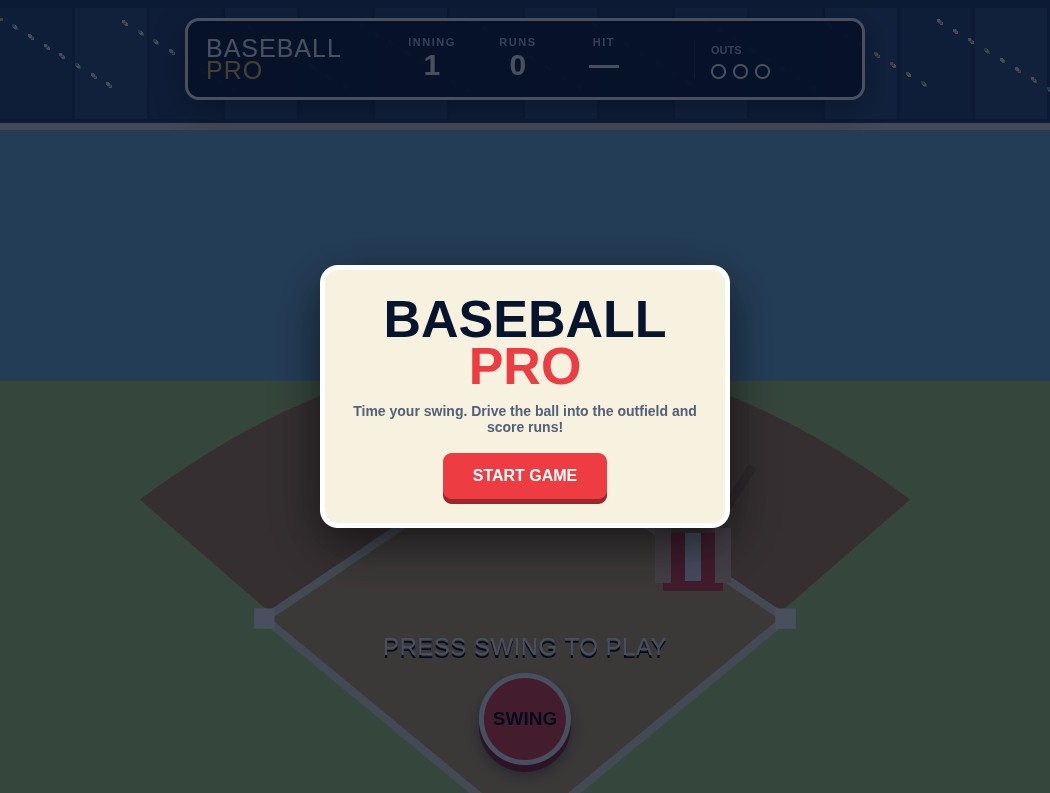 BASEBALL
PRO
INNING
1
RUNS
0
HIT
—
OUTS
BASEBALL
PRO
Time your swing. Drive the ball into the outfield and
score runs!
START GAME
PRESS SWING TO PLAY
SWING